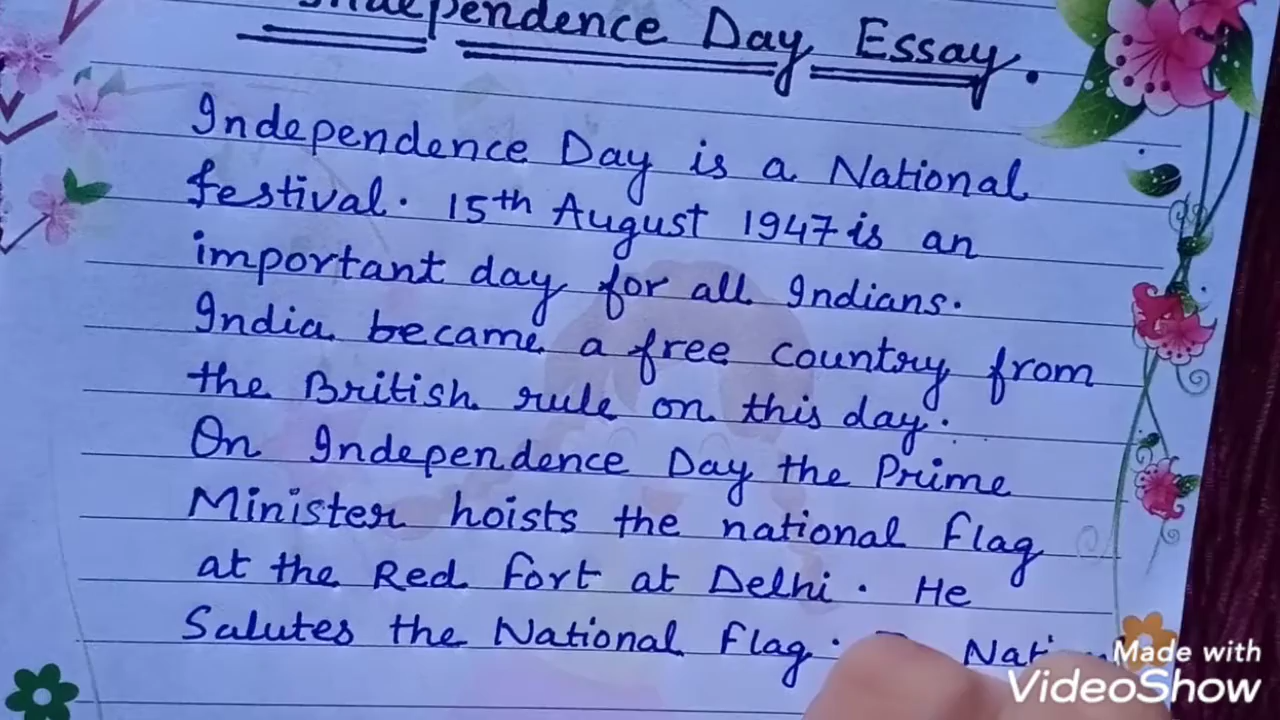 Independence Day Essay.
Independence Day is a National
festival. 15th August 1947 is an
important day for all Indians.
India became a free country from
the British rule on this day.
On Independence Day the Prime
Minister hoists the national flag
at the Red Fort at Delhi. He
Salutes the National Flag.
Made with
VideoShow